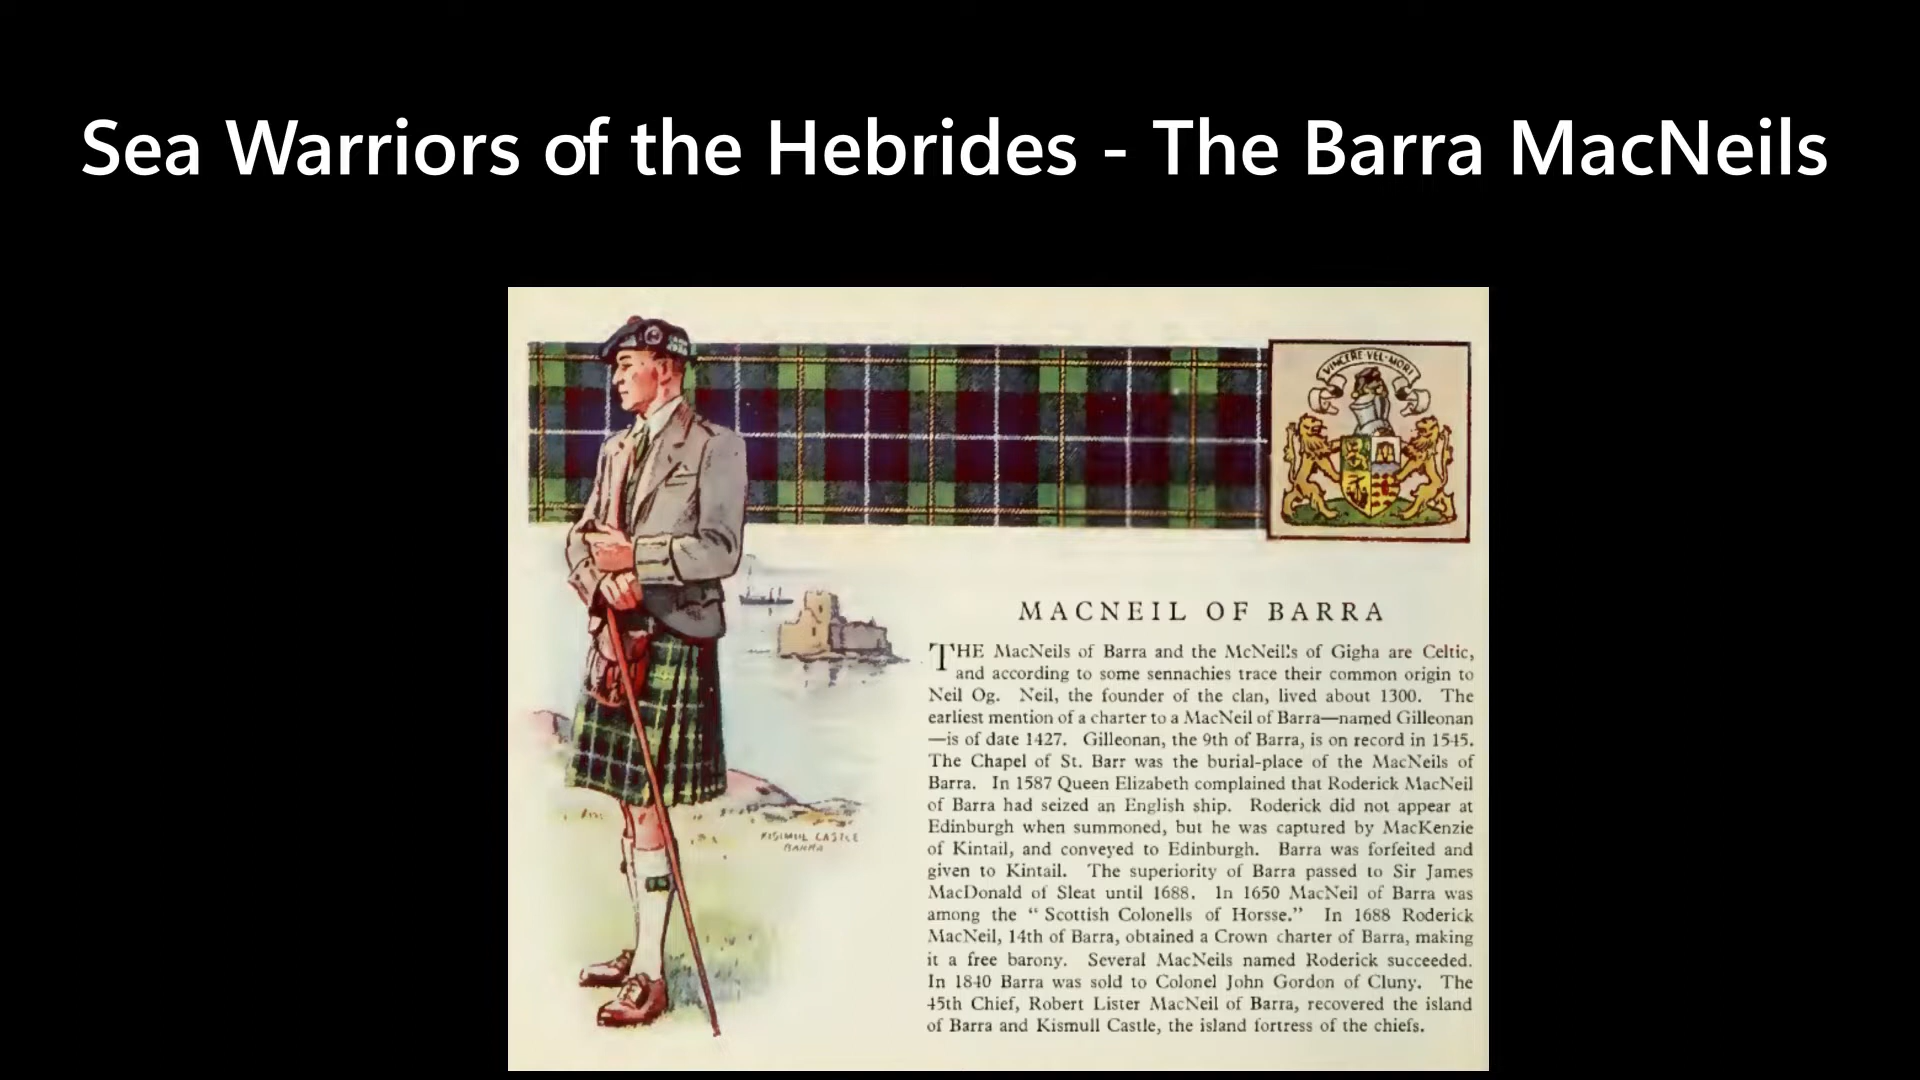 Sea Warriors of the Hebrides - The Barra MacNeils
VINCERE VEL MORI
MACNEIL OF BARRA
THE MacNeils of Barra and the McNeills of Gigha are Celtic,
and according to some sennachies trace their common origin to
Neil Og. Neil, the founder of the clan, lived about 1300. The
earliest mention of a charter to a MacNeil of Barra—named Gilleonan
—is of date 1427. Gilleonan, the 9th of Barra, is on record in 1545.
The Chapel of St. Barr was the burial-place of the MacNeils of
Barra. In 1587 Queen Elizabeth complained that Roderick MacNeil
of Barra had seized an English ship. Roderick did not appear at
Edinburgh when summoned, but he was captured by MacKenzie
of Kintail, and conveyed to Edinburgh. Barra was forfeited and
given to Kintail. The superiority of Barra passed to Sir James
MacDonald of Sleat until 1688. In 1650 MacNeil of Barra was
among the “ Scottish Colonells of Horsse.” In 1688 Roderick
MacNeil, 14th of Barra, obtained a Crown charter of Barra, making
it a free barony. Several MacNeils named Roderick succeeded.
In 1840 Barra was sold to Colonel John Gordon of Cluny. The
45th Chief, Robert Lister MacNeil of Barra, recovered the island
of Barra and Kismull Castle, the island fortress of the chiefs.
KISIMUL CASTLE
BARRA